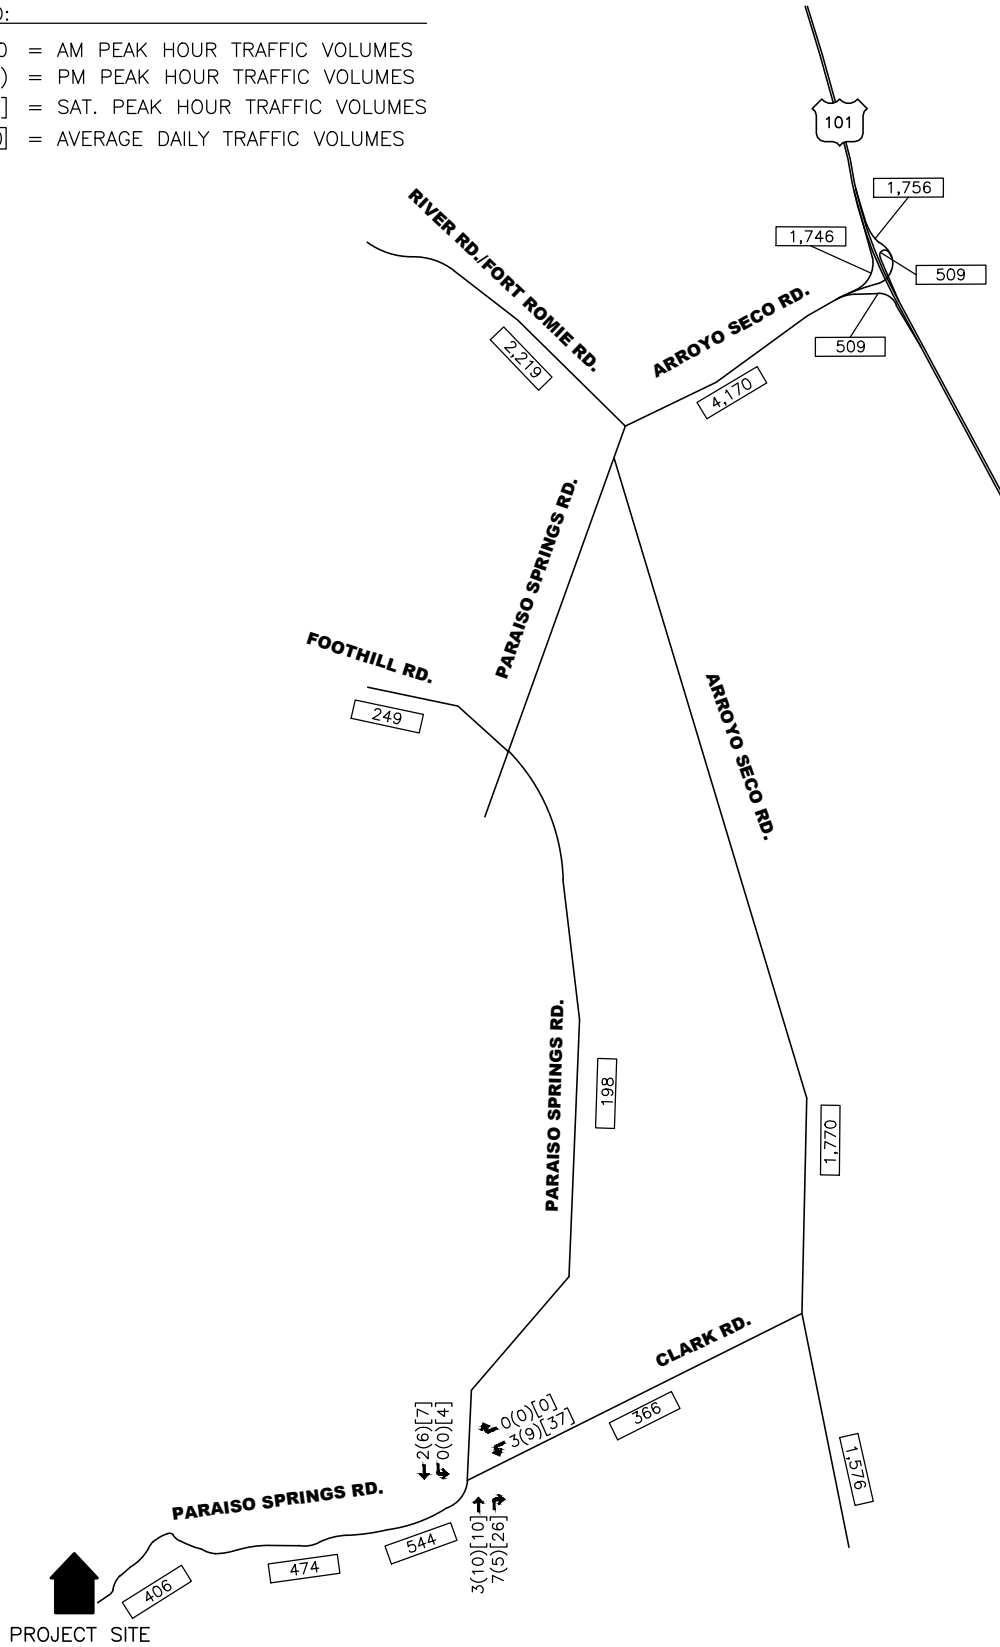 D:
0 = AM PEAK HOUR TRAFFIC VOLUMES
) = PM PEAK HOUR TRAFFIC VOLUMES
] = SAT. PEAK HOUR TRAFFIC VOLUMES
0 = AVERAGE DAILY TRAFFIC VOLUMES
101
1,756
1,746
509
509
RIVER RD./FORT ROMIE RD.
2,219
ARROYO SECO RD.
4,170
PARAISO SPRINGS RD.
FOOTHILL RD.
249
ARROYO SECO RD.
PARAISO SPRINGS RD.
198
1,770
CLARK RD.
366
1,576
2(6)[7]
0(0)[4]
0(0)[0]
3(9)[37]
3(10)[10]
7(5)[26]
PARAISO SPRINGS RD.
544
474
406
PROJECT SITE